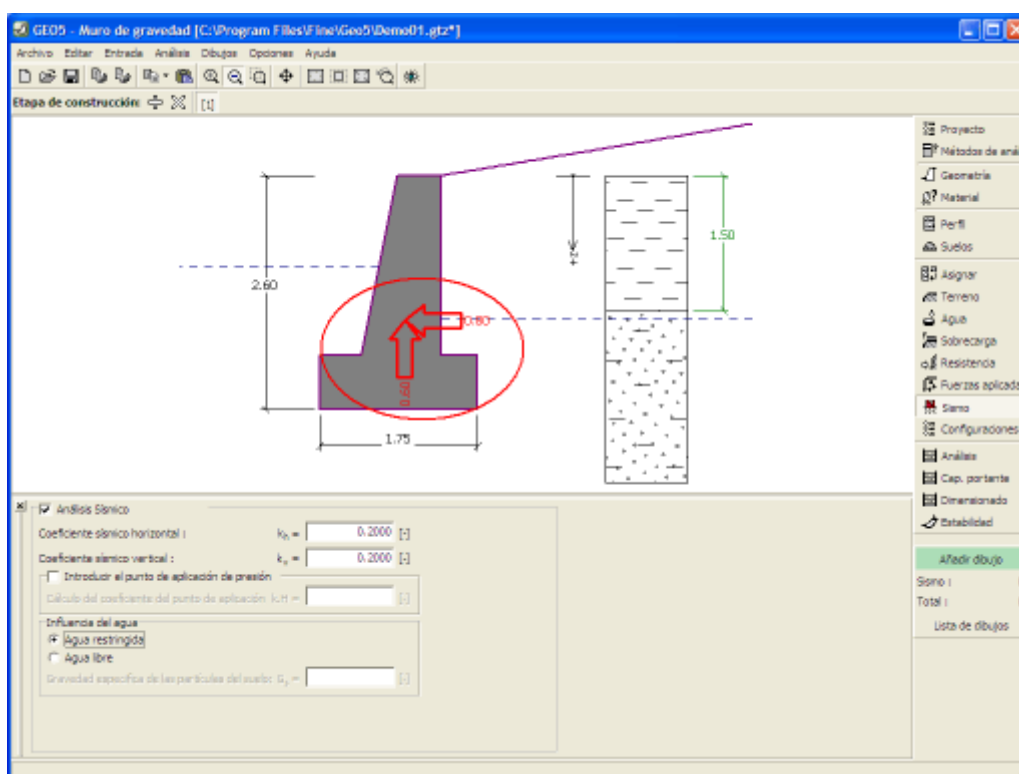 GEO5 - Muro de gravedad [C:\Program Files\Fine\Geo5\Demo01.gtz*]
Archivo Editar Entrada Análisis Dibujos Opciones Ayuda
Etapa de construcción: [1]
2.60
1.75
0.60
0.60
+z
1.50
Proyecto
Métodos de aná
Geometría
Material
Perfil
Suelos
Asignar
Terreno
Agua
Sobrecarga
Resistencia
Fuerzas aplicada
Sismo
Configuraciones
Análisis
Cap. portante
Dimensionado
Estabilidad
Añadir dibujo
Sismo :
Total :
Lista de dibujos
Análisis Sísmico
Coeficiente sísmico horizontal : kh = 0.2000 [-]
Coeficiente sísmico vertical : kv = 0.2000 [-]
Introducir el punto de aplicación de presión
Cálculo del coeficiente del punto de aplicación k.H = [-]
Influencia del agua
Agua restringida
Agua libre
Gravedad específica de las partículas del suelo: Gs = [-]